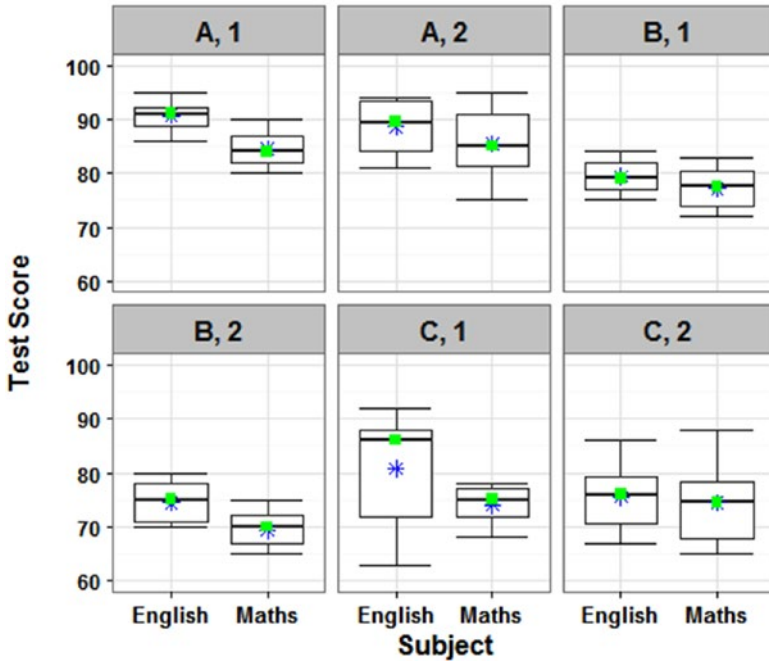 A, 1
A, 2
B, 1
100
90
80
70
60
B, 2
C, 1
C, 2
100
90
80
70
60
Test Score
English Maths
English Maths
English Maths
Subject